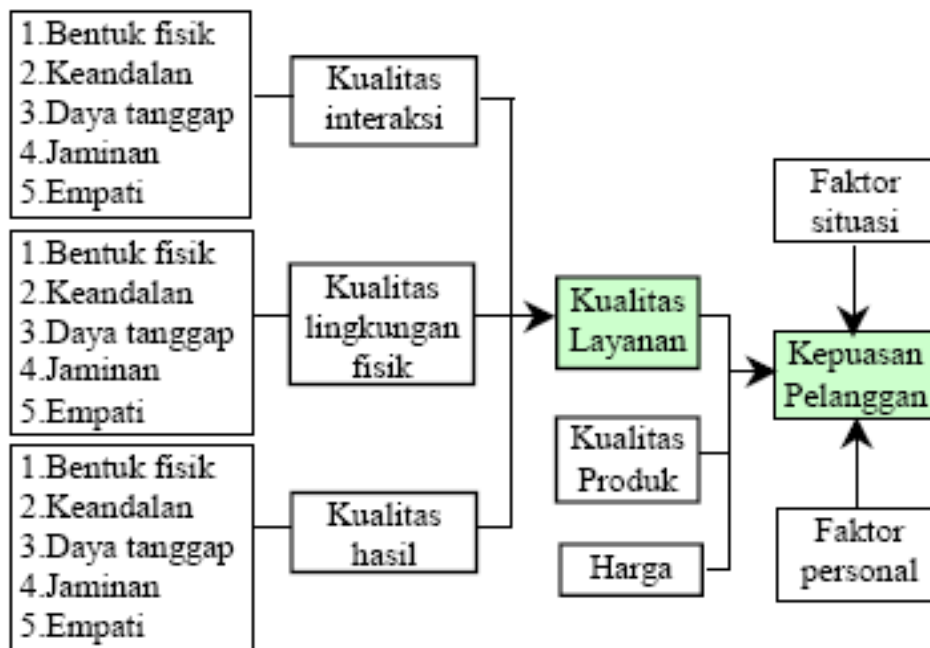 1.Bentuk fisik
2.Keandalan
3.Daya tanggap
4.Jaminan
5.Empati
Kualitas
interaksi
1.Bentuk fisik
2.Keandalan
3.Daya tanggap
4.Jaminan
5.Empati
Kualitas
lingkungan
fisik
1.Bentuk fisik
2.Keandalan
3.Daya tanggap
4.Jaminan
5.Empati
Kualitas
hasil
Kualitas
Layanan
Kualitas
Produk
Harga
Faktor
situasi
Kepuasan
Pelanggan
Faktor
personal